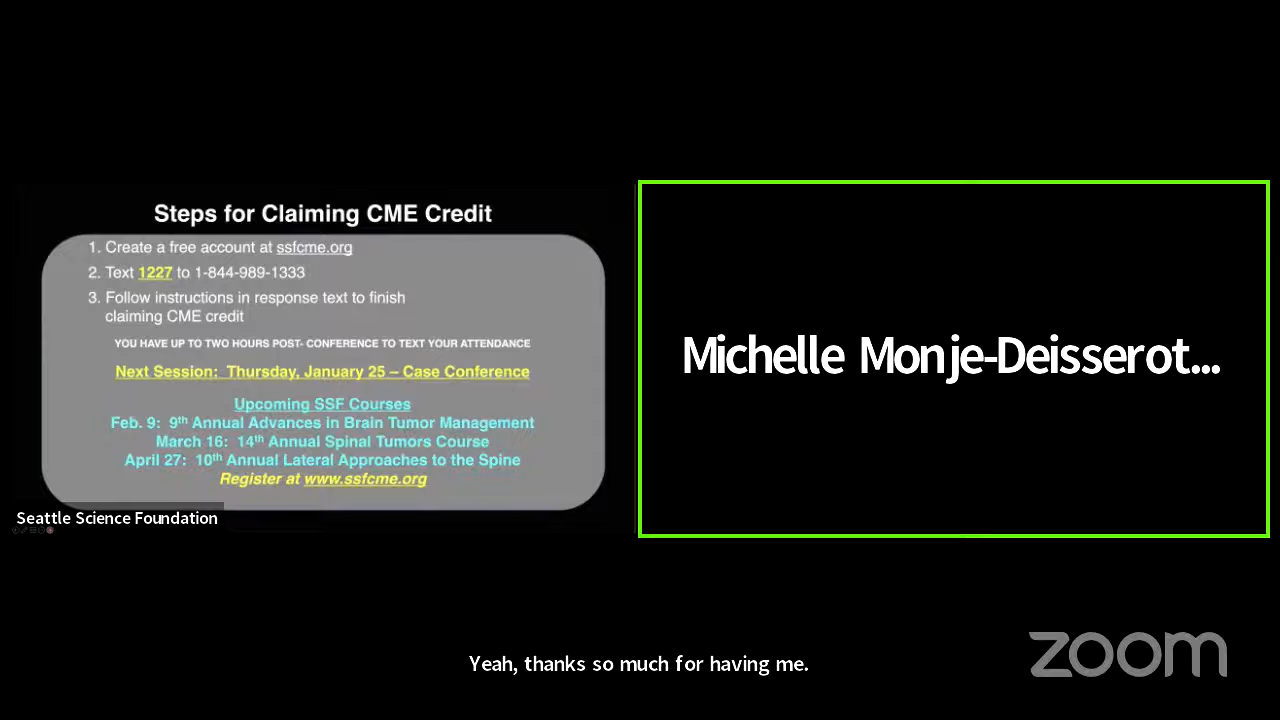 Steps for Claiming CME Credit
1. Create a free account at ssfcme.org
2. Text 1227 to 1-844-989-1333
3. Follow instructions in response text to finish
claiming CME credit
YOU HAVE UP TO TWO HOURS POST- CONFERENCE TO TEXT YOUR ATTENDANCE
Next Session: Thursday, January 25 – Case Conference
Upcoming SSF Courses
Feb. 9: 9th Annual Advances in Brain Tumor Management
March 16: 14th Annual Spinal Tumors Course
April 27: 10th Annual Lateral Approaches to the Spine
Register at www.ssfcme.org
Seattle Science Foundation
Michelle Monje-Deisserot...
Yeah, thanks so much for having me.
zoom